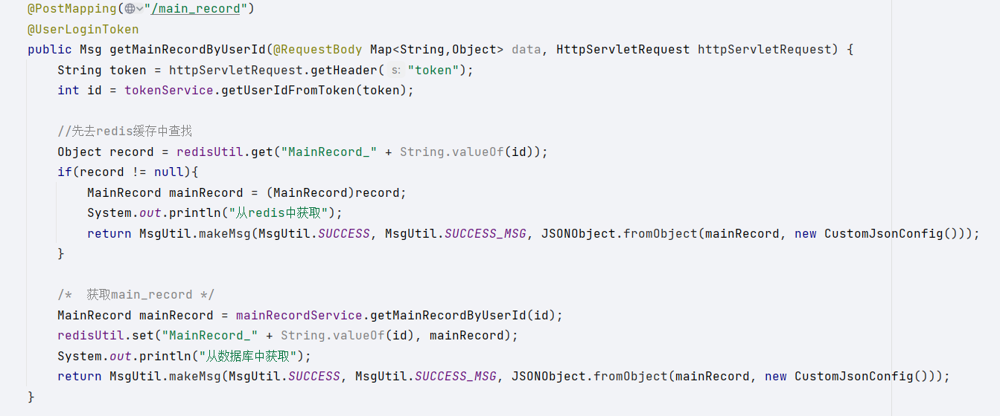 @PostMapping("/main_record")
@UserLoginToken
public Msg getMainRecordByUserId(@RequestBody Map<String,Object> data, HttpServletRequest httpServletRequest) {
String token = httpServletRequest.getHeader( s: "token");
int id = tokenService.getUserIdFromToken(token);
//先去redis缓存中查找
Object record = redisUtil.get("MainRecord_" + String.valueOf(id));
if(record != null){
MainRecord mainRecord = (MainRecord)record;
System.out.println("从redis中获取");
return MsgUtil.makeMsg(MsgUtil.SUCCESS, MsgUtil.SUCCESS_MSG, JSONObject.fromObject(mainRecord, new CustomJsonConfig()));
}
/*  获取main_record */
MainRecord mainRecord = mainRecordService.getMainRecordByUserId(id);
redisUtil.set("MainRecord_" + String.valueOf(id), mainRecord);
System.out.println("从数据库中获取");
return MsgUtil.makeMsg(MsgUtil.SUCCESS, MsgUtil.SUCCESS_MSG, JSONObject.fromObject(mainRecord, new CustomJsonConfig()));
}